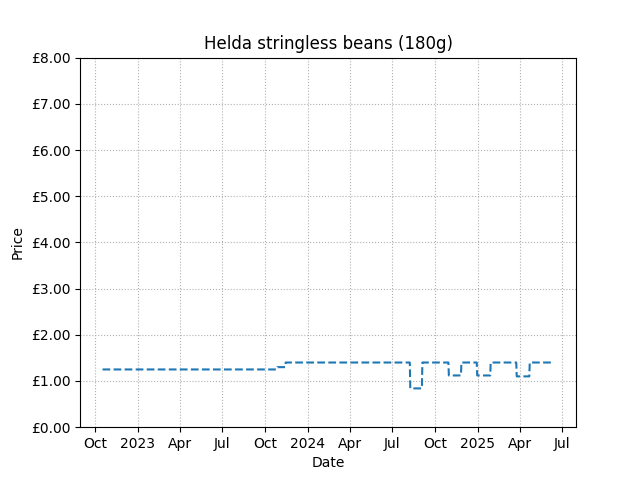 Helda stringless beans (180g)
£8.00
£7.00
£6.00
£5.00
£4.00
£3.00
£2.00
£1.00
£0.00
Price
Oct 2023 Apr Jul Oct 2024 Apr Jul Oct 2025 Apr Jul
Date